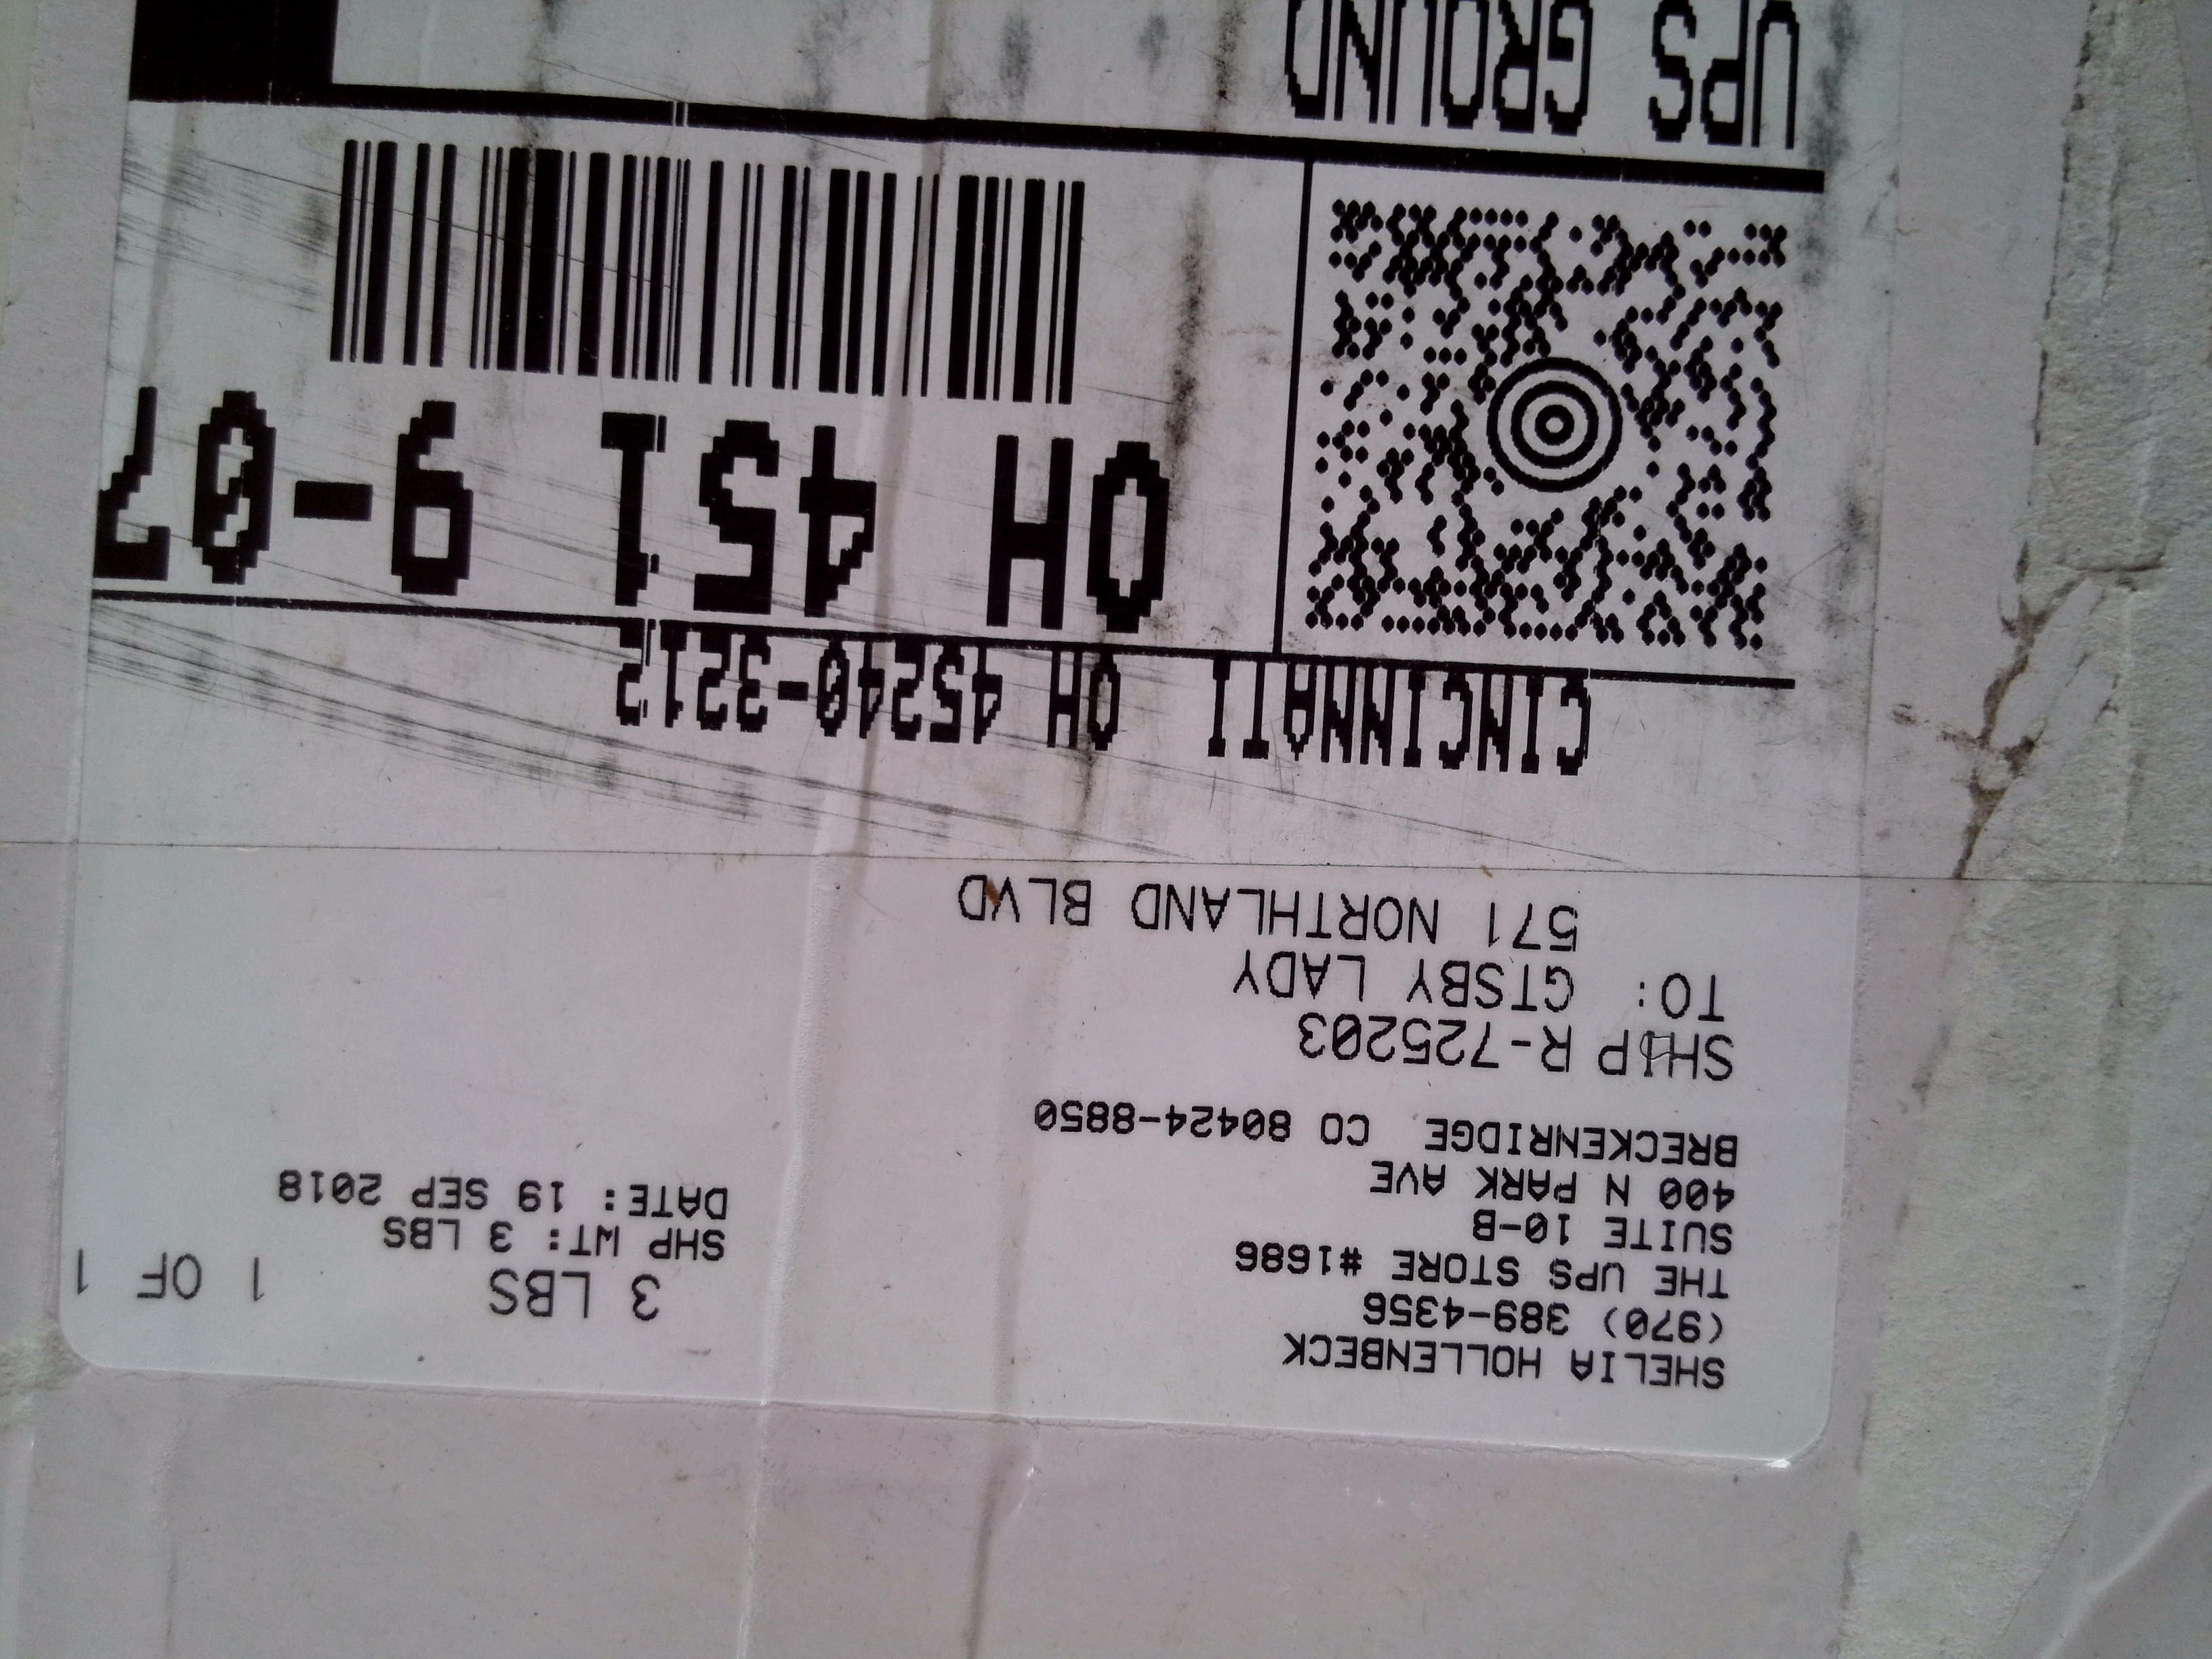 SHELIA HOLLENBECK
(970) 389-4356
THE UPS STORE #1686
SUITE 10-B
400 N PARK AVE
BRECKENRIDGE CO 80424-8850
3 LBS 1 OF 1
SHP WT: 3 LBS
DATE: 19 SEP 2018
SHIP R-725203
TO: GTSBY LADY
571 NORTHLAND BLVD
CINCINNATI OH 45240-3212
OH 451 9-07
UPS GROUND